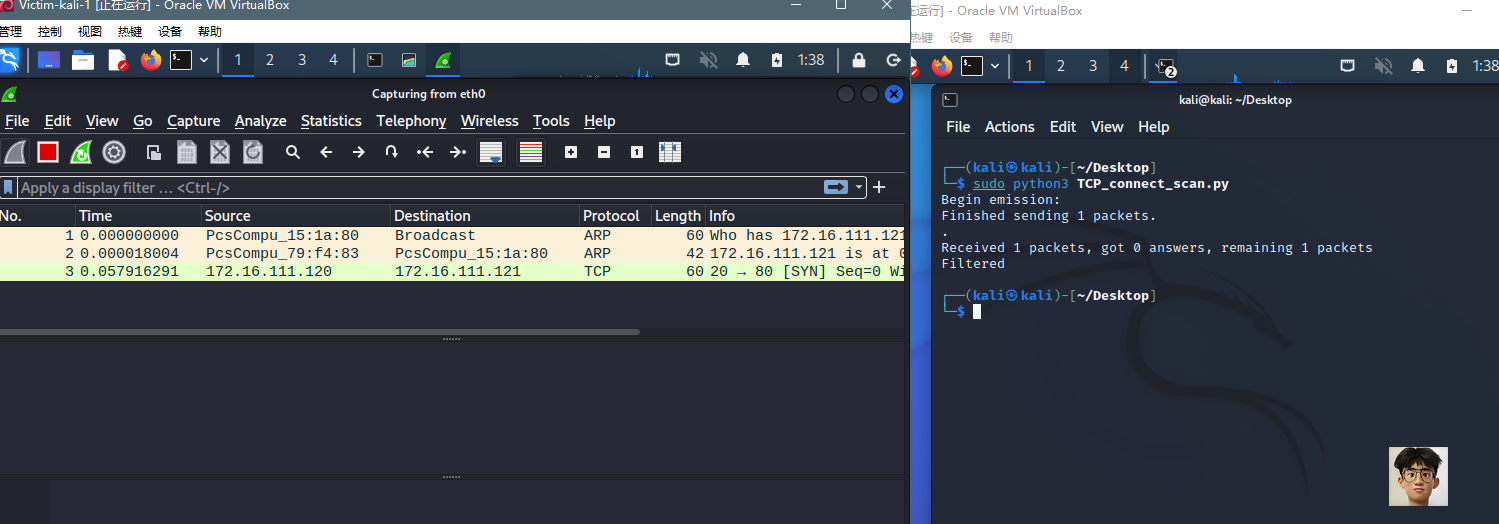 Victim-kali-1 [正在运行] - Oracle VM VirtualBox
管理 控制 视图 热键 设备 帮助
1 2 3 4 1:38
Capturing from eth0
File Edit View Go Capture Analyze Statistics Telephony Wireless Tools Help
Apply a display filter … <Ctrl-/>
No. Time Source Destination Protocol Length Info
1 0.000000000 PcsCompu_15:1a:80 Broadcast ARP 60 Who has 172.16.111.121
2 0.000018004 PcsCompu_79:f4:83 PcsCompu_15:1a:80 ARP 42 172.16.111.121 is at 0
3 0.057916291 172.16.111.120 172.16.111.121 TCP 60 20 → 80 [SYN] Seq=0 Wi
行] - Oracle VM VirtualBox
热键 设备 帮助
1 2 3 4 2 1:38
kali@kali: ~/Desktop
File Actions Edit View Help
┌──(kali㉿kali)-[~/Desktop]
└─$ sudo python3 TCP_connect_scan.py
Begin emission:
Finished sending 1 packets.
.
Received 1 packets, got 0 answers, remaining 1 packets
Filtered
┌──(kali㉿kali)-[~/Desktop]
└─$